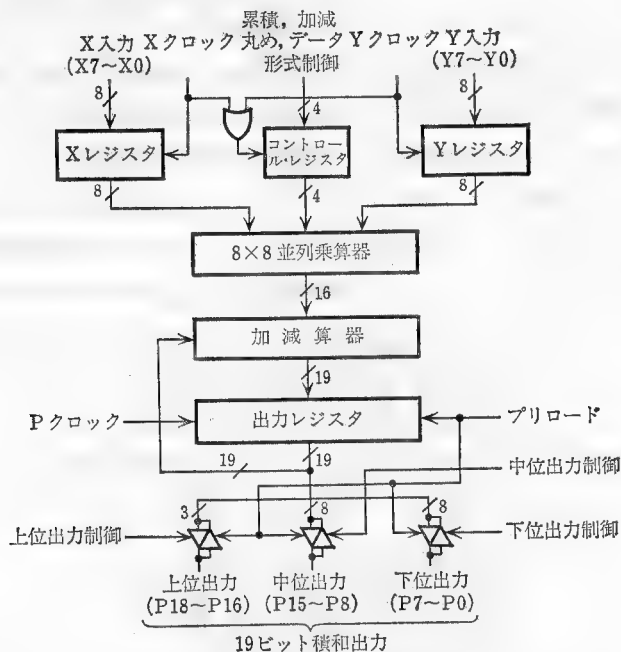 累積，加減
X入力 Xクロック 丸め，データ Yクロック Y入力
(X7～X0) 形式制御 (Y7～Y0)
8 4 8
Xレジスタ
コントロール・レジスタ
Yレジスタ
8 4 8
8×8並列乗算器
16
加減算器
19
Pクロック 出力レジスタ プリロード
19 19
中位出力制御
3 8 8
上位出力制御 下位出力制御
上位出力 中位出力 下位出力
(P18～P16) (P15～P8) (P7～P0)
19ビット積和出力